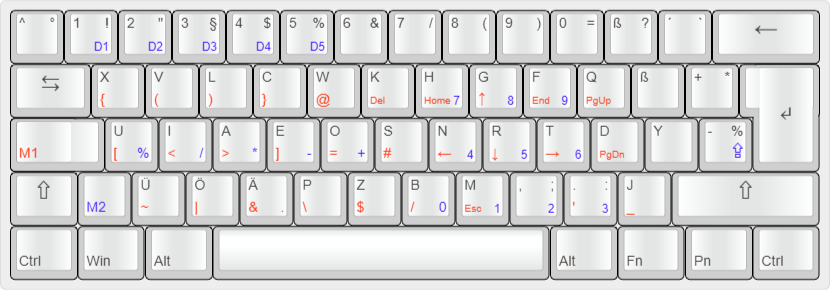 ^ ° 1 ! D1 2 " D2 3 § D3 4 $ D4 5 % D5 6 & 7 / 8 ( 9 ) 0 = ß ? ´ ` ←
⇆ X { V ( L ) C } W @ K Del H Home 7 G ↑ 8 F End 9 Q PgUp ß + * ↵
M1 U [ % I < / A > * E ] - O = + S # N ← 4 R ↓ 5 T → 6 D PgDn Y - % ⇪
⇧ M2 Ü ~ Ö | Ä & . P \ Z $ B / 0 M Esc 1 , ; 2 . : ' 3 J _ ⇧
Ctrl Win Alt Alt Fn Pn Ctrl